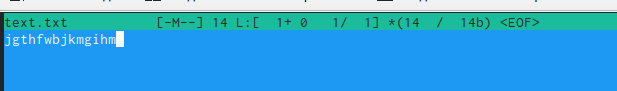 text.txt [-M--] 14 L:[ 1+ 0 1/ 1] *(14 / 14b) <EOF>
jgthfwbjkmgihm